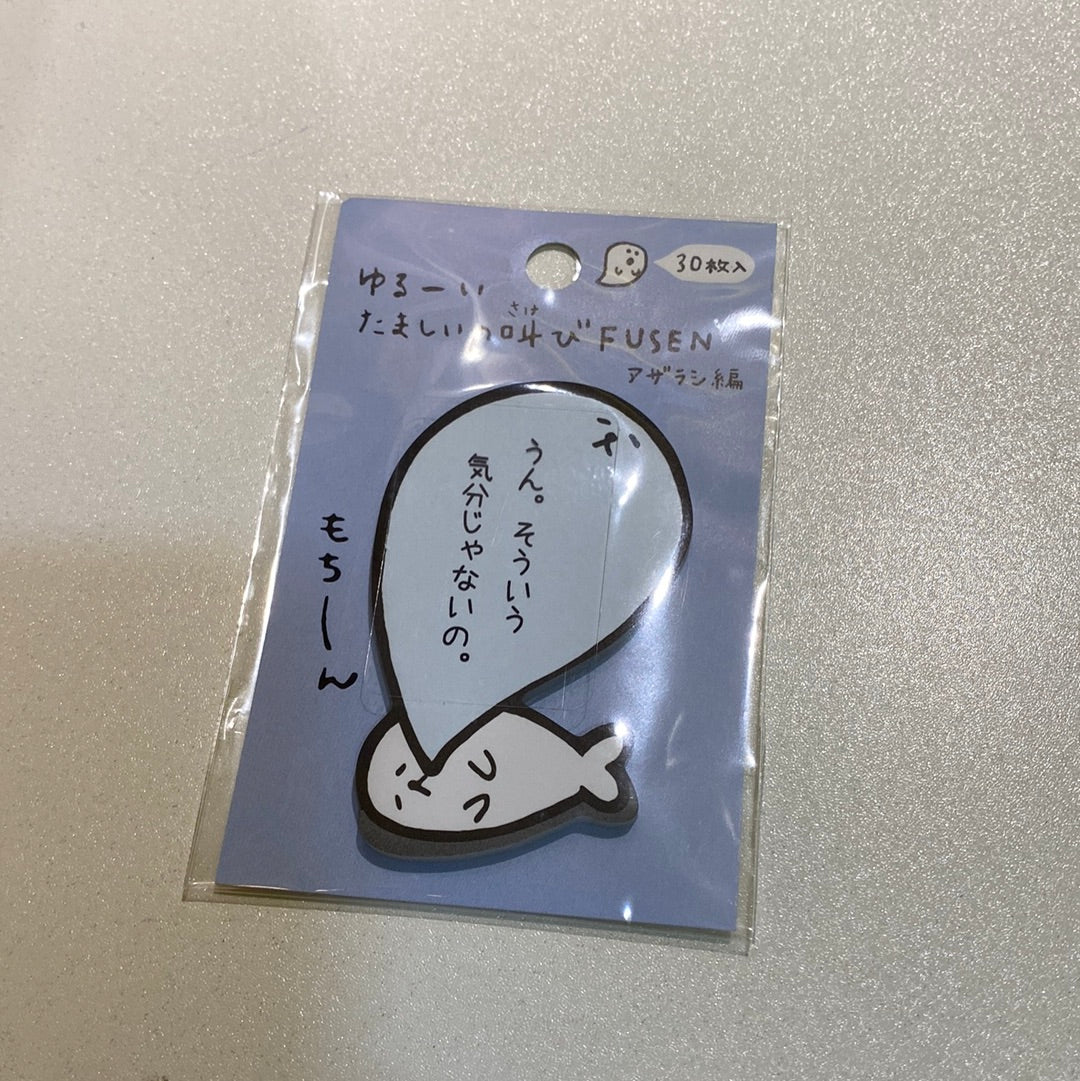 30枚入
ゆるーい
たましいの叫びFUSEN
さけ
アザラシ編
うん。そういう
気分じゃないの。
もちーん